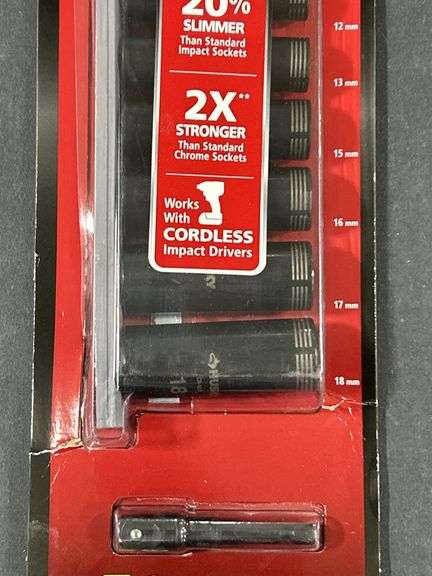 20%
SLIMMER
Than Standard
Impact Sockets
2X**
STRONGER
Than Standard
Chrome Sockets
Works
With
CORDLESS
Impact Drivers
12 mm
13 mm
15 mm
16 mm
17 mm
18 mm
18